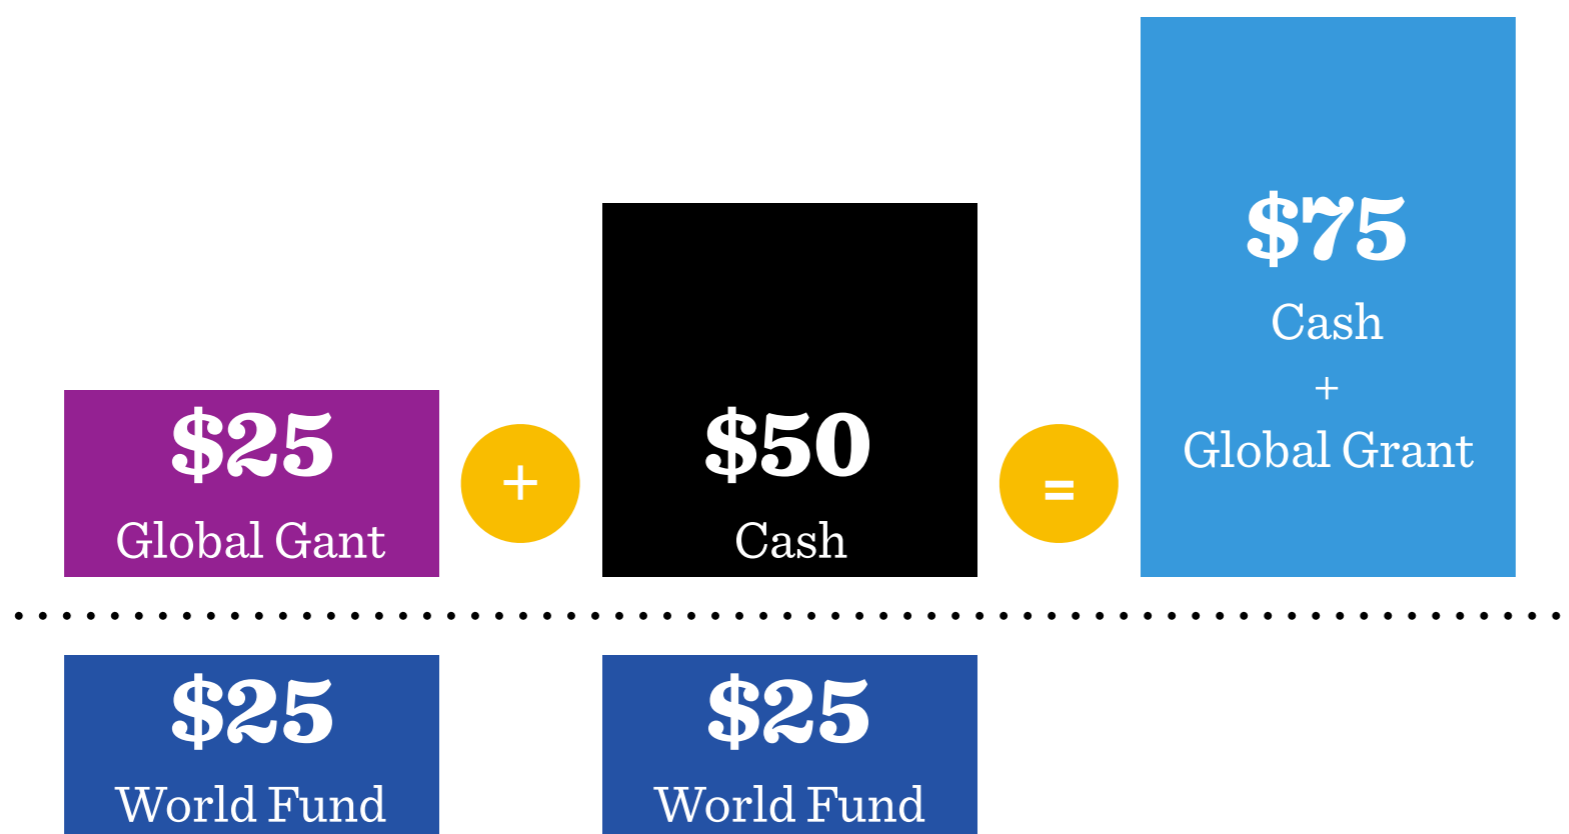 $25
Global Gant
+
$50
Cash
=
$75
Cash
+
Global Grant
$25
World Fund
$25
World Fund